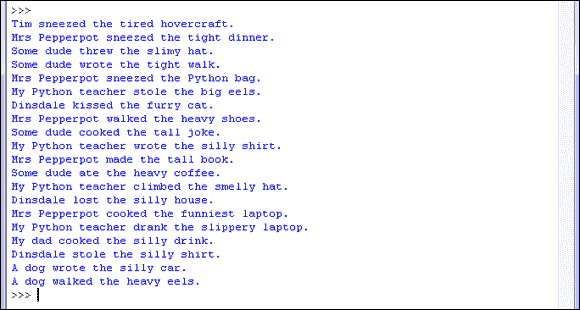 >>>
Tim sneezed the tired hovercraft.
Mrs Pepperpot sneezed the tight dinner.
Some dude threw the slimy hat.
Some dude wrote the tight walk.
Mrs Pepperpot sneezed the Python bag.
My Python teacher stole the big eels.
Dinsdale kissed the furry cat.
Mrs Pepperpot walked the heavy shoes.
Some dude cooked the tall joke.
My Python teacher wrote the silly shirt.
Mrs Pepperpot made the tall book.
Some dude ate the heavy coffee.
My Python teacher climbed the smelly hat.
Dinsdale lost the silly house.
Mrs Pepperpot cooked the funniest laptop.
My Python teacher drank the slippery laptop.
My dad cooked the silly drink.
Dinsdale stole the silly shirt.
A dog wrote the silly car.
A dog walked the heavy eels.
>>>